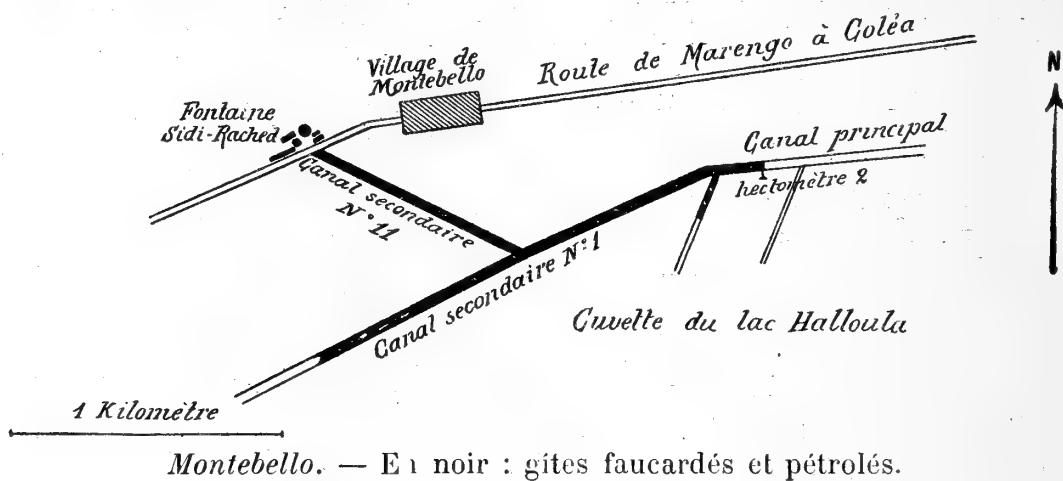 Village de
Montebello
Route de Marengo à Coléa
N
Fontaine
Sidi-Rached
Canal principal
hectomètre 2
Canal secondaire
N° 11
Canal secondaire N° 1
Cuvette du lac Halloula
1 Kilomètre
Montebello. — En noir : gîtes faucardés et pétrolés.